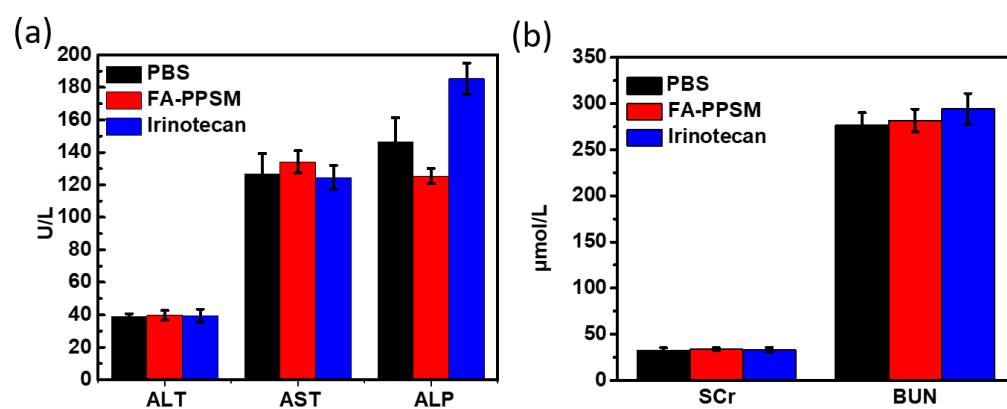 (a)
200
180
160
140
120
100
80
60
40
20
0
U/L
PBS
FA-PPSM
Irinotecan
ALT AST ALP
(b)
350
300
250
200
150
100
50
0
μmol/L
PBS
FA-PPSM
Irinotecan
SCr BUN